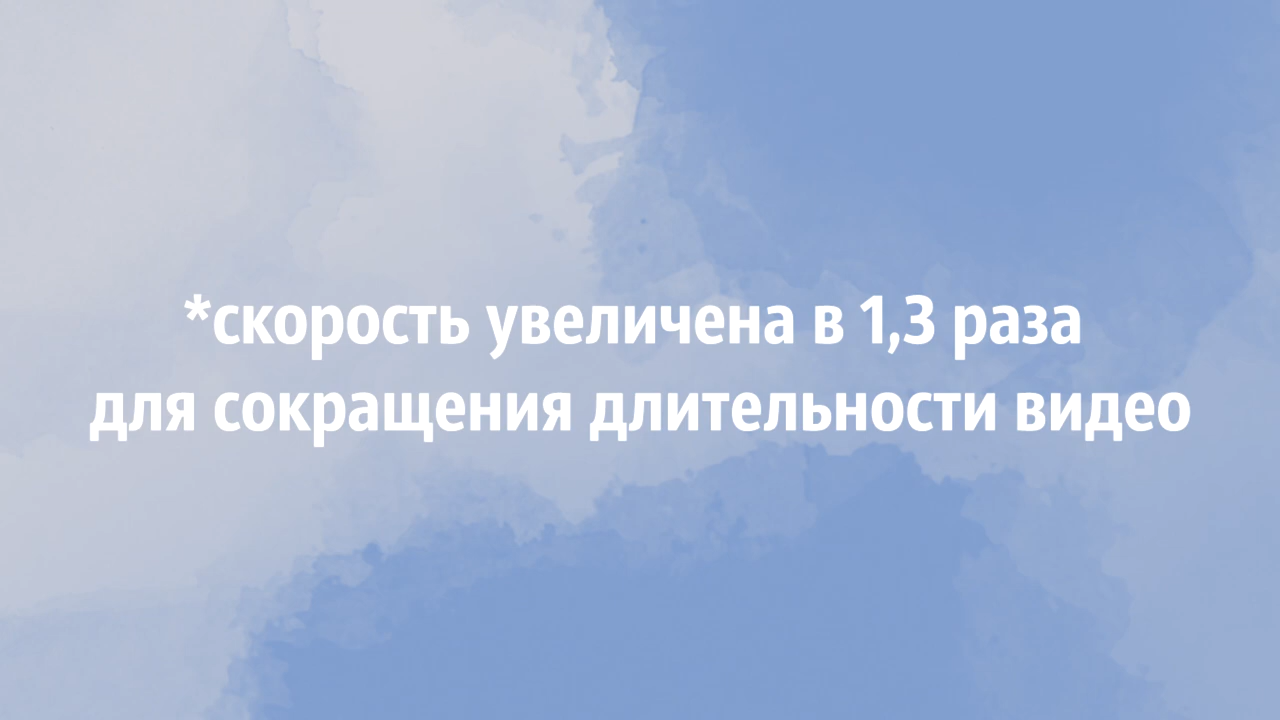 *скорость увеличена в 1,3 раза
для сокращения длительности видео